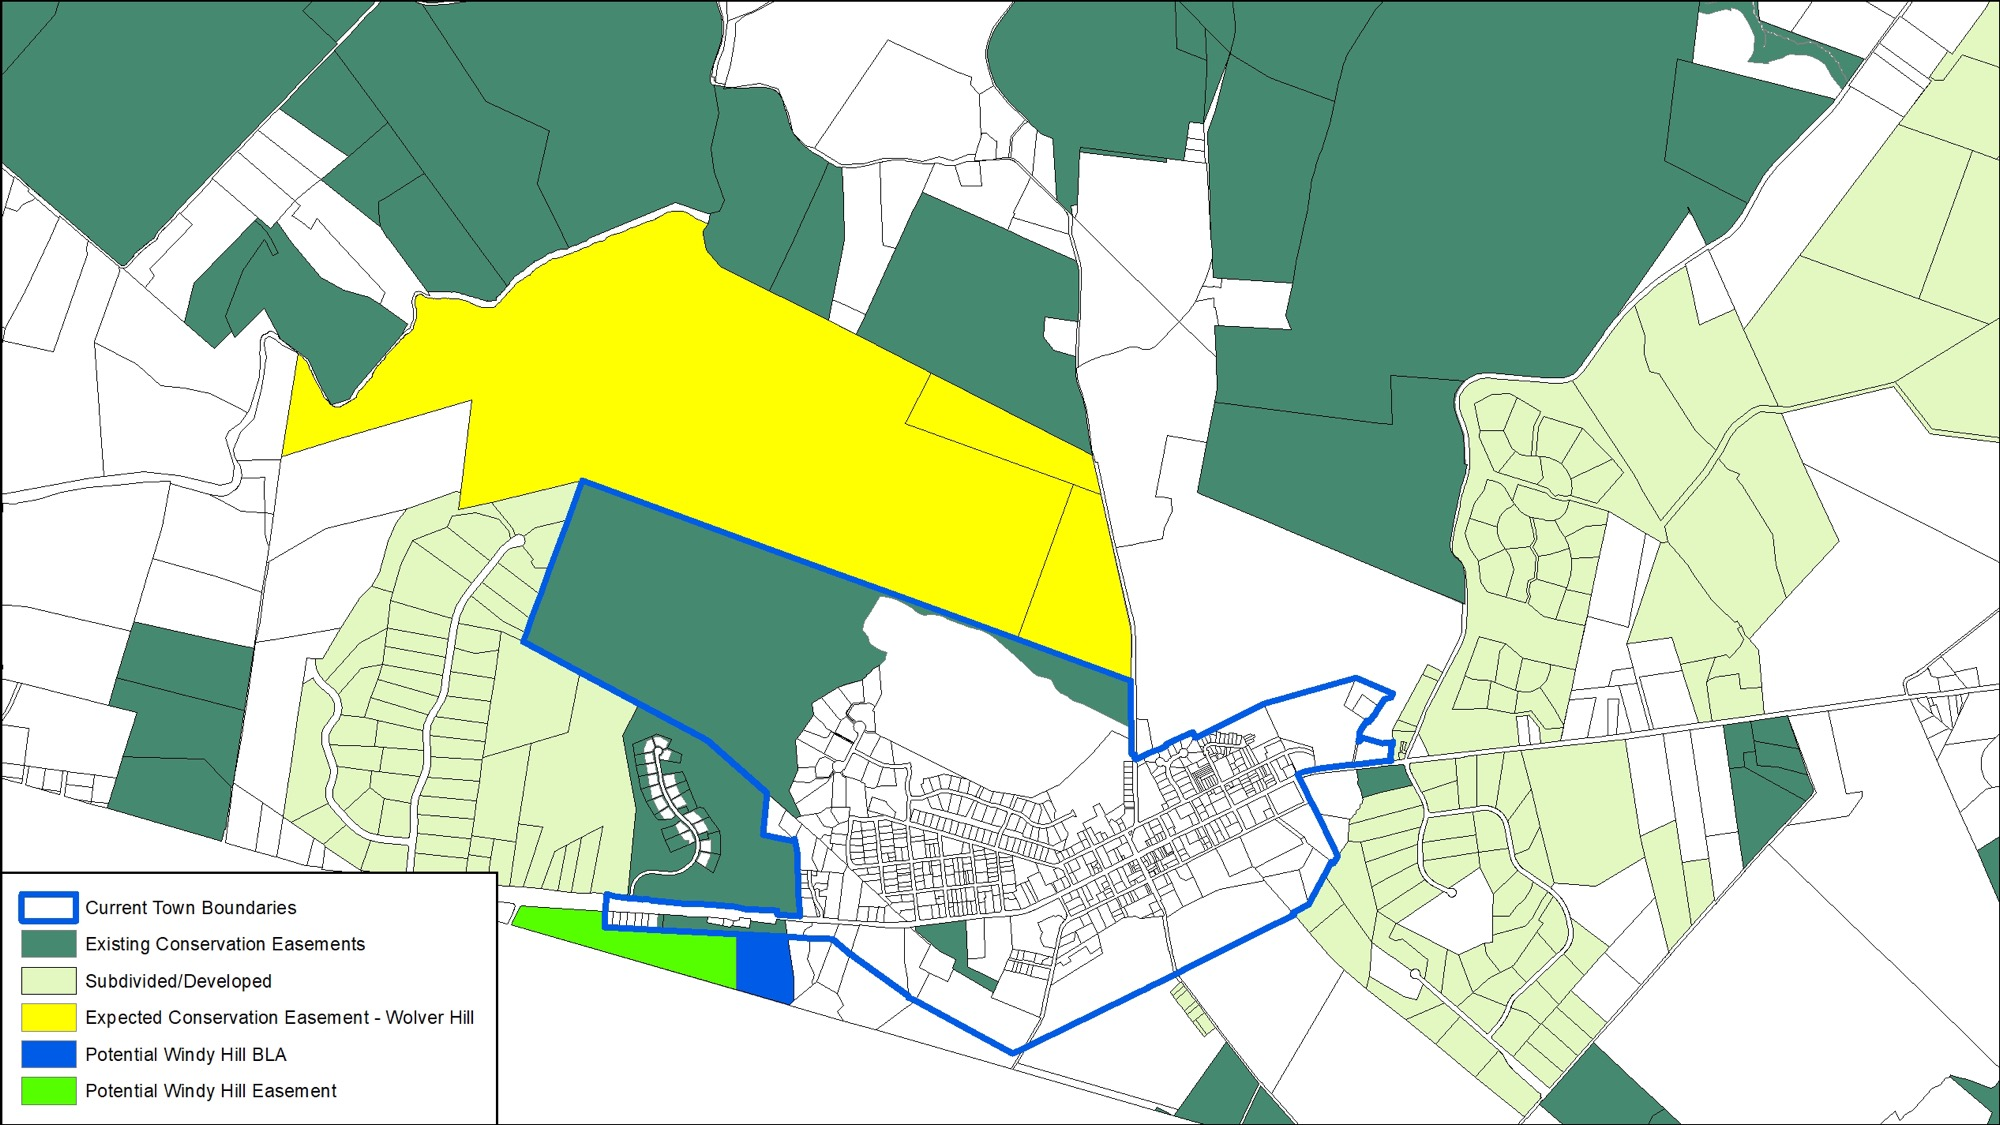 Current Town Boundaries
Existing Conservation Easements
Subdivided/Developed
Expected Conservation Easement - Wolver Hill
Potential Windy Hill BLA
Potential Windy Hill Easement